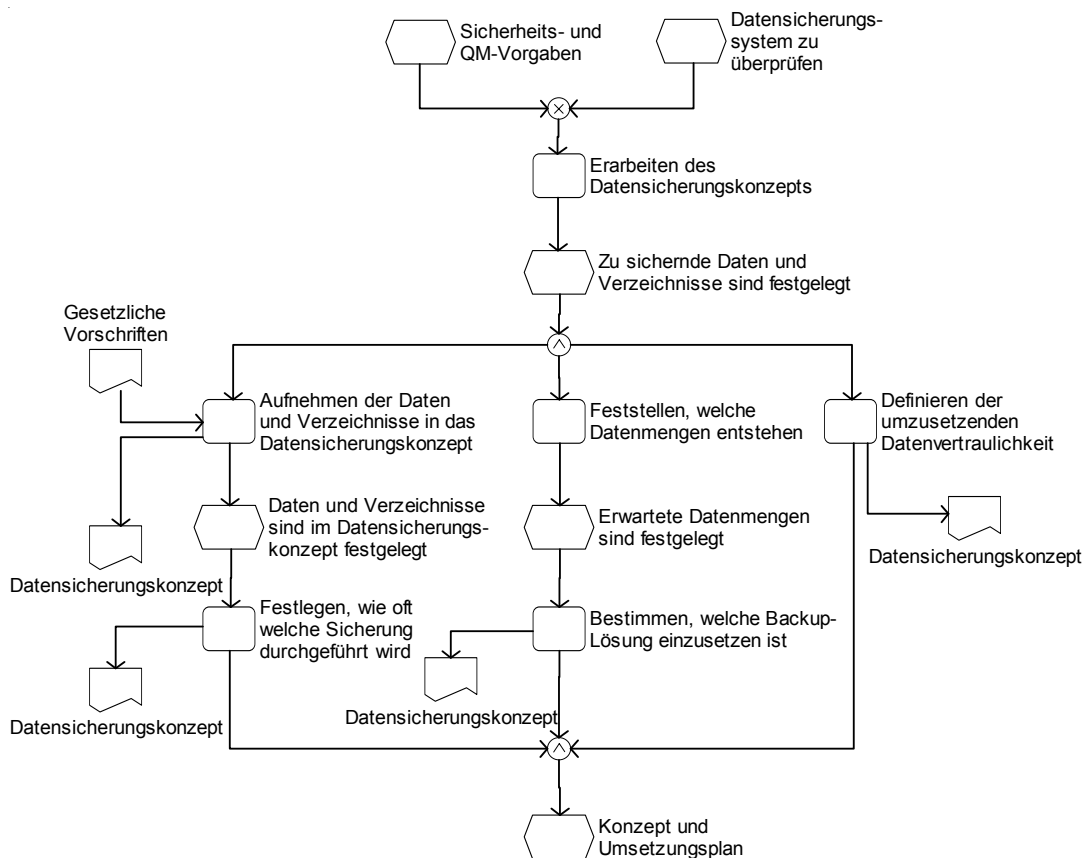 Sicherheits- und
QM-Vorgaben
Datensicherungs-
system zu
überprüfen
Erarbeiten des
Datensicherungskonzepts
Zu sichernde Daten und
Verzeichnisse sind festgelegt
Gesetzliche
Vorschriften
Aufnehmen der Daten
und Verzeichnisse in das
Datensicherungskonzept
Feststellen, welche
Datenmengen entstehen
Definieren der
umzusetzenden
Datenvertraulichkeit
Daten und Verzeichnisse
sind im Datensicherungs-
konzept festgelegt
Erwartete Datenmengen
sind festgelegt
Datensicherungskonzept
Datensicherungskonzept
Festlegen, wie oft
welche Sicherung
durchgeführt wird
Bestimmen, welche Backup-
Lösung einzusetzen ist
Datensicherungskonzept
Datensicherungskonzept
Konzept und
Umsetzungsplan